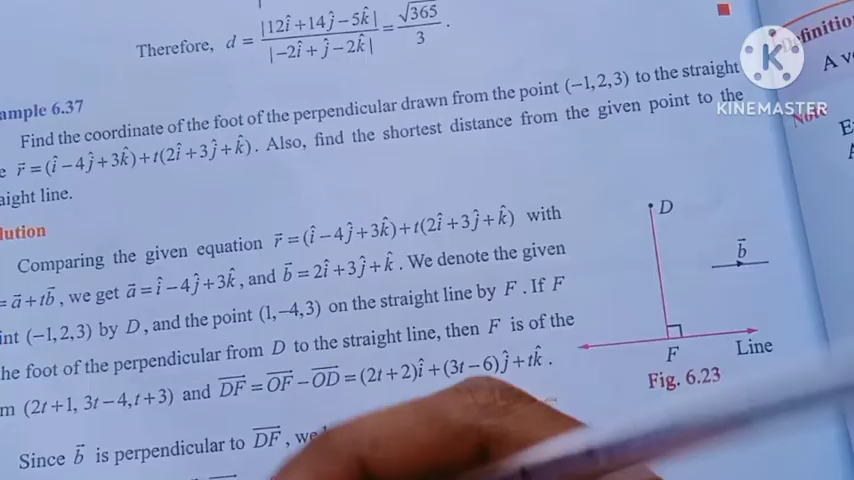 Therefore, d = |12î + 14ĵ − 5k̂| / |−2î + ĵ − 2k̂| = √365 / 3 .
ample 6.37
Find the coordinate of the foot of the perpendicular drawn from the point (−1, 2, 3) to the straight
e r⃗ = (î − 4ĵ + 3k̂) + t(2î + 3ĵ + k̂). Also, find the shortest distance from the given point to the
aight line.
lution
Comparing the given equation r⃗ = (î − 4ĵ + 3k̂) + t(2î + 3ĵ + k̂) with
= a⃗ + tb⃗, we get a⃗ = î − 4ĵ + 3k̂, and b⃗ = 2î + 3ĵ + k̂. We denote the given
int (−1, 2, 3) by D, and the point (1, −4, 3) on the straight line by F. If F
he foot of the perpendicular from D to the straight line, then F is of the
m (2t + 1, 3t − 4, t + 3) and DF⃗ = OF⃗ − OD⃗ = (2t + 2)î + (3t − 6)ĵ + tk̂.
Since b⃗ is perpendicular to DF⃗, we
D
b⃗
F
Line
Fig. 6.23
efinitio
A v
Note
KINEMASTER